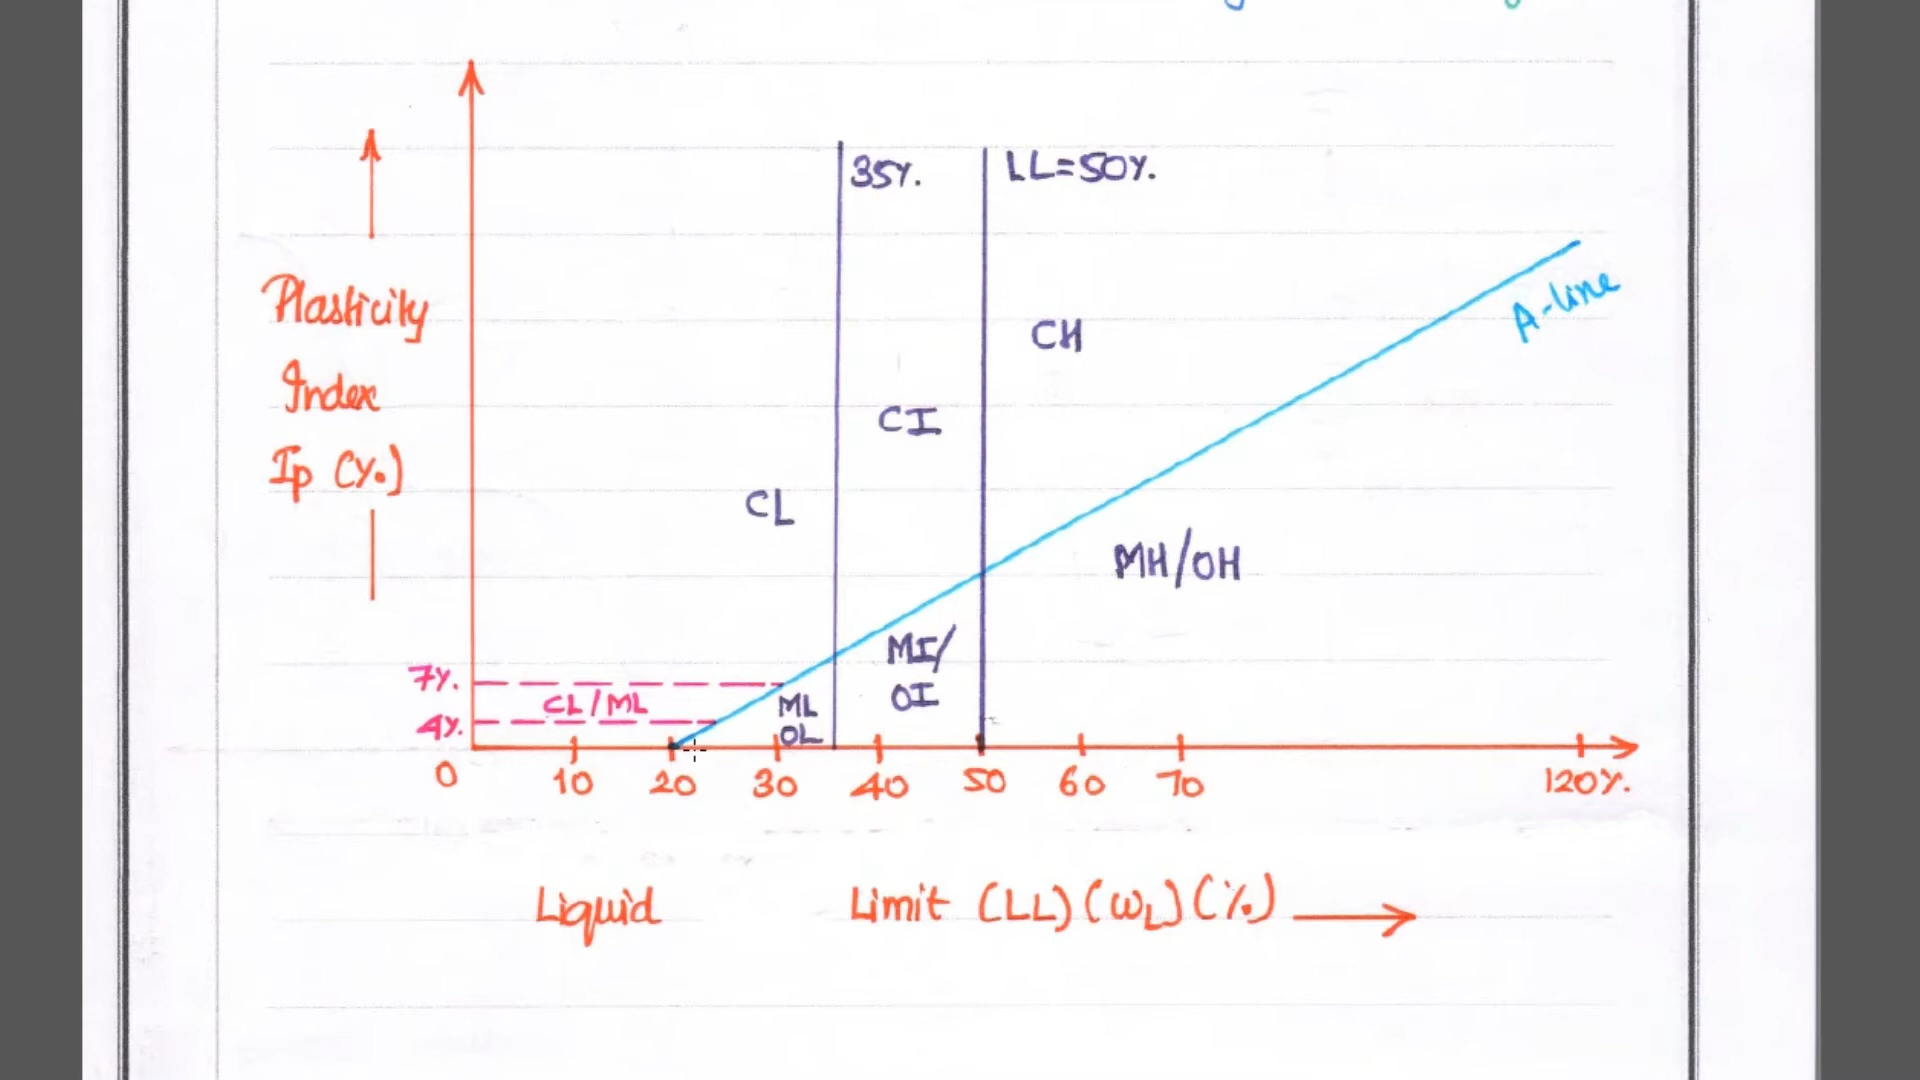 35%.
LL=50%.
A-line
Plasticity
Index
Ip (%.)
CH
CI
CL
MH/OH
MI/
OI
7%.
CL/ML
4%.
ML
OL
0 10 20 30 40 50 60 70 120%.
Liquid Limit (LL) (WL) (%)